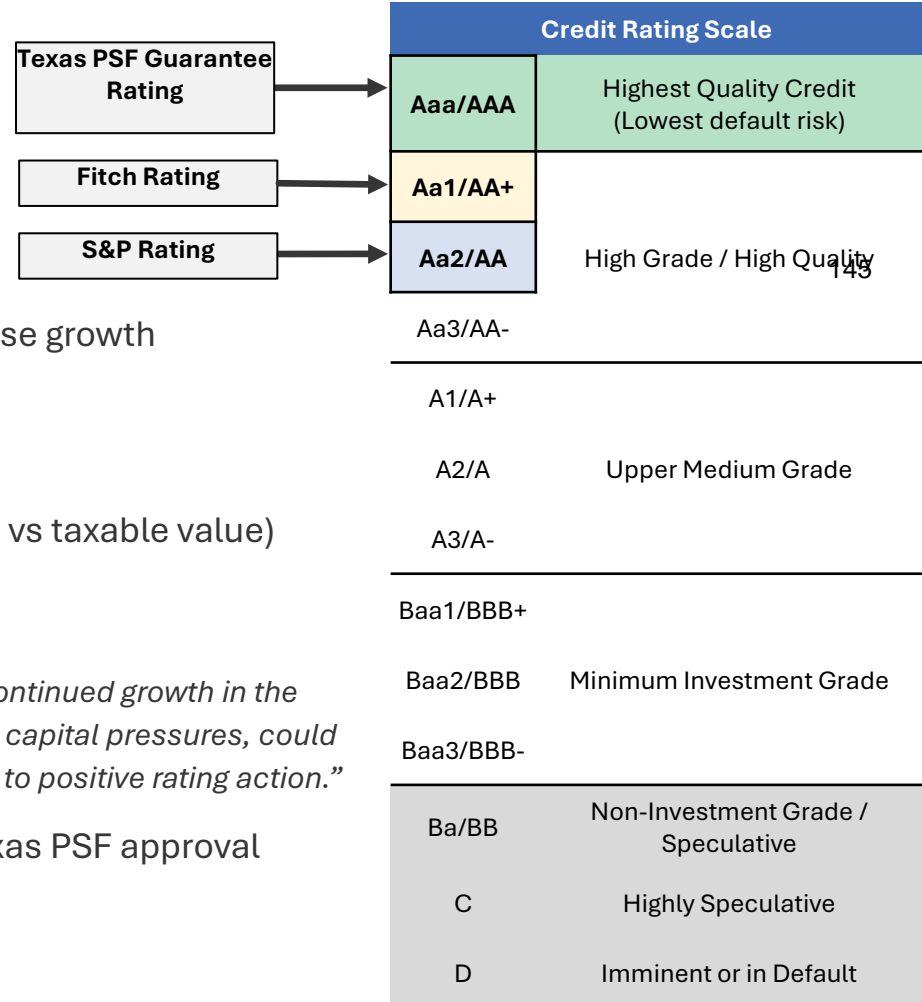 Credit Rating Scale
Texas PSF Guarantee
Rating
Aaa/AAA
Highest Quality Credit
(Lowest default risk)
Fitch Rating
Aa1/AA+
S&P Rating
Aa2/AA
High Grade / High Quality
145
se growth
Aa3/AA-
A1/A+
A2/A
Upper Medium Grade
vs taxable value)
A3/A-
Baa1/BBB+
ontinued growth in the
Baa2/BBB
Minimum Investment Grade
capital pressures, could
Baa3/BBB-
to positive rating action.”
xas PSF approval
Ba/BB
Non-Investment Grade /
Speculative
C
Highly Speculative
D
Imminent or in Default